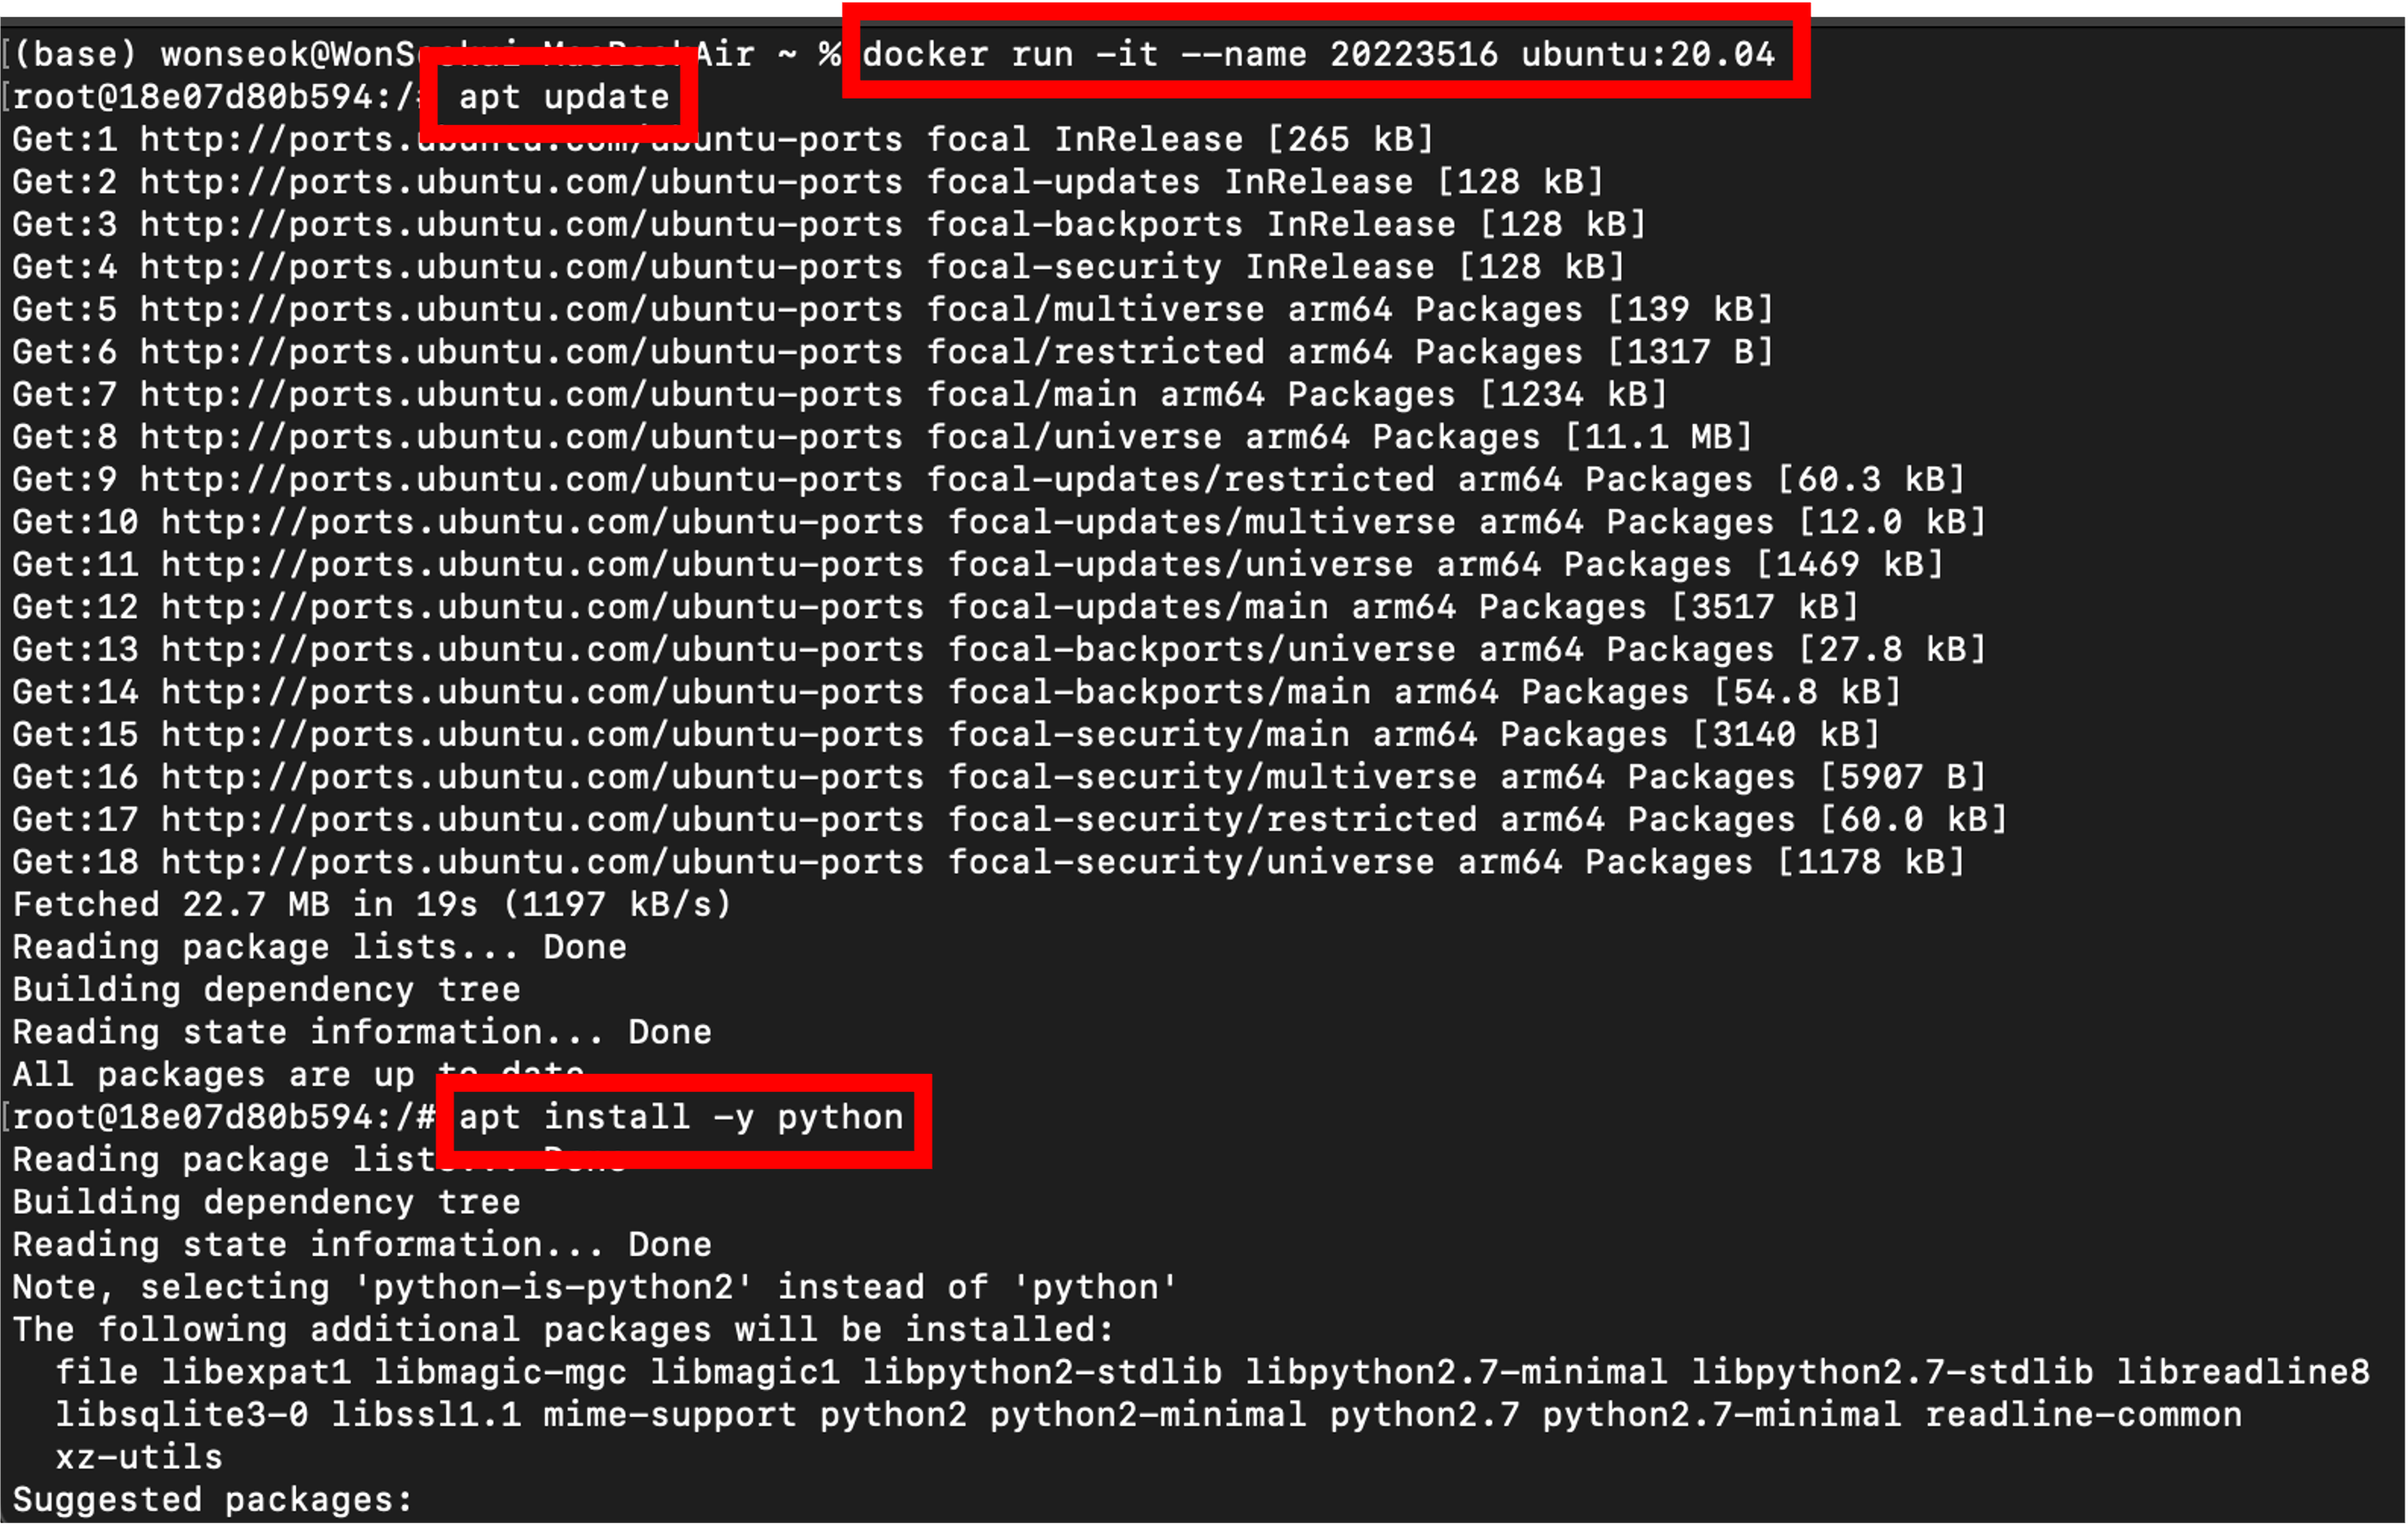 [(base) wonseok@WonSeokui-MacBookAir ~ % docker run -it --name 20223516 ubuntu:20.04
[root@18e07d80b594:/# apt update
Get:1 http://ports.ubuntu.com/ubuntu-ports focal InRelease [265 kB]
Get:2 http://ports.ubuntu.com/ubuntu-ports focal-updates InRelease [128 kB]
Get:3 http://ports.ubuntu.com/ubuntu-ports focal-backports InRelease [128 kB]
Get:4 http://ports.ubuntu.com/ubuntu-ports focal-security InRelease [128 kB]
Get:5 http://ports.ubuntu.com/ubuntu-ports focal/multiverse arm64 Packages [139 kB]
Get:6 http://ports.ubuntu.com/ubuntu-ports focal/restricted arm64 Packages [1317 B]
Get:7 http://ports.ubuntu.com/ubuntu-ports focal/main arm64 Packages [1234 kB]
Get:8 http://ports.ubuntu.com/ubuntu-ports focal/universe arm64 Packages [11.1 MB]
Get:9 http://ports.ubuntu.com/ubuntu-ports focal-updates/restricted arm64 Packages [60.3 kB]
Get:10 http://ports.ubuntu.com/ubuntu-ports focal-updates/multiverse arm64 Packages [12.0 kB]
Get:11 http://ports.ubuntu.com/ubuntu-ports focal-updates/universe arm64 Packages [1469 kB]
Get:12 http://ports.ubuntu.com/ubuntu-ports focal-updates/main arm64 Packages [3517 kB]
Get:13 http://ports.ubuntu.com/ubuntu-ports focal-backports/universe arm64 Packages [27.8 kB]
Get:14 http://ports.ubuntu.com/ubuntu-ports focal-backports/main arm64 Packages [54.8 kB]
Get:15 http://ports.ubuntu.com/ubuntu-ports focal-security/main arm64 Packages [3140 kB]
Get:16 http://ports.ubuntu.com/ubuntu-ports focal-security/multiverse arm64 Packages [5907 B]
Get:17 http://ports.ubuntu.com/ubuntu-ports focal-security/restricted arm64 Packages [60.0 kB]
Get:18 http://ports.ubuntu.com/ubuntu-ports focal-security/universe arm64 Packages [1178 kB]
Fetched 22.7 MB in 19s (1197 kB/s)
Reading package lists... Done
Building dependency tree
Reading state information... Done
All packages are up to date.
[root@18e07d80b594:/# apt install -y python
Reading package lists... Done
Building dependency tree
Reading state information... Done
Note, selecting 'python-is-python2' instead of 'python'
The following additional packages will be installed:
  file libexpat1 libmagic-mgc libmagic1 libpython2-stdlib libpython2.7-minimal libpython2.7-stdlib libreadline8
  libsqlite3-0 libssl1.1 mime-support python2 python2-minimal python2.7 python2.7-minimal readline-common
  xz-utils
Suggested packages: